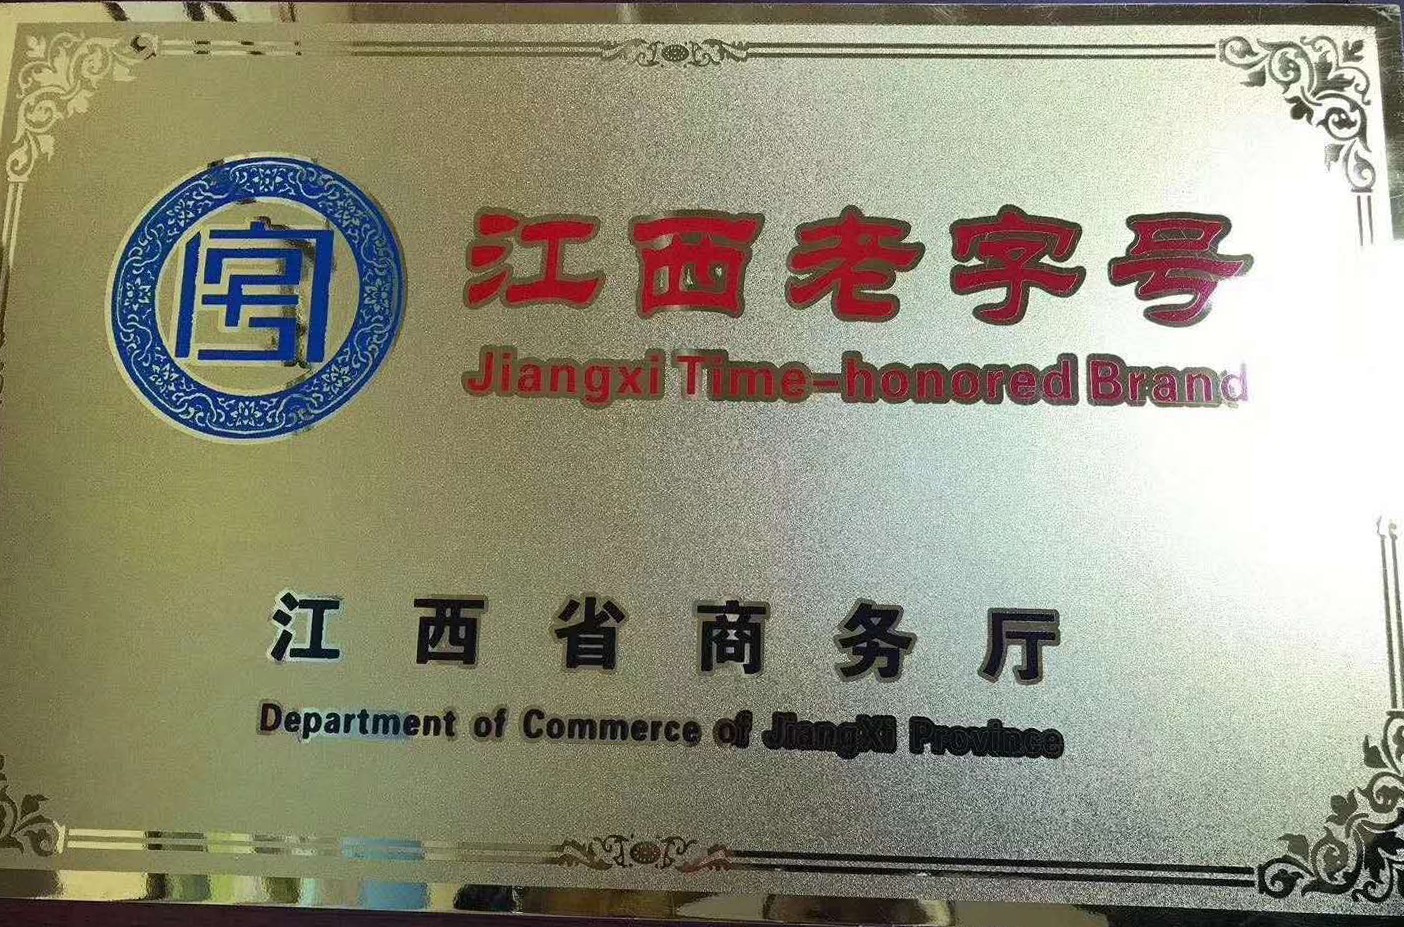 江西老字号
Jiangxi Time-honored Brand
江西省商务厅
Department of Commerce of JiangXi Province